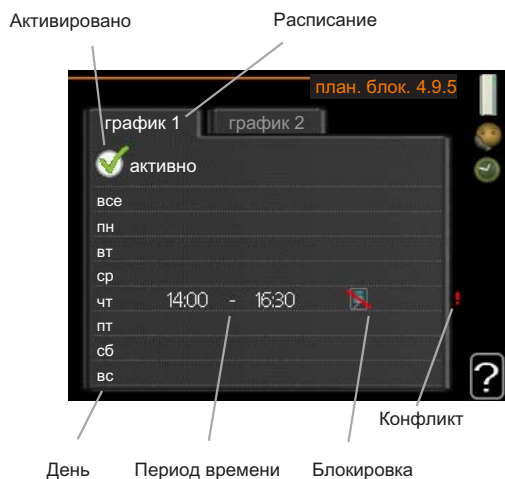 Активировано Расписание
план. блок. 4.9.5
график 1 график 2
активно
все
пн
вт
ср
чт 14:00 - 16:30 !
пт
сб
вс
?
Конфликт
День Период времени Блокировка